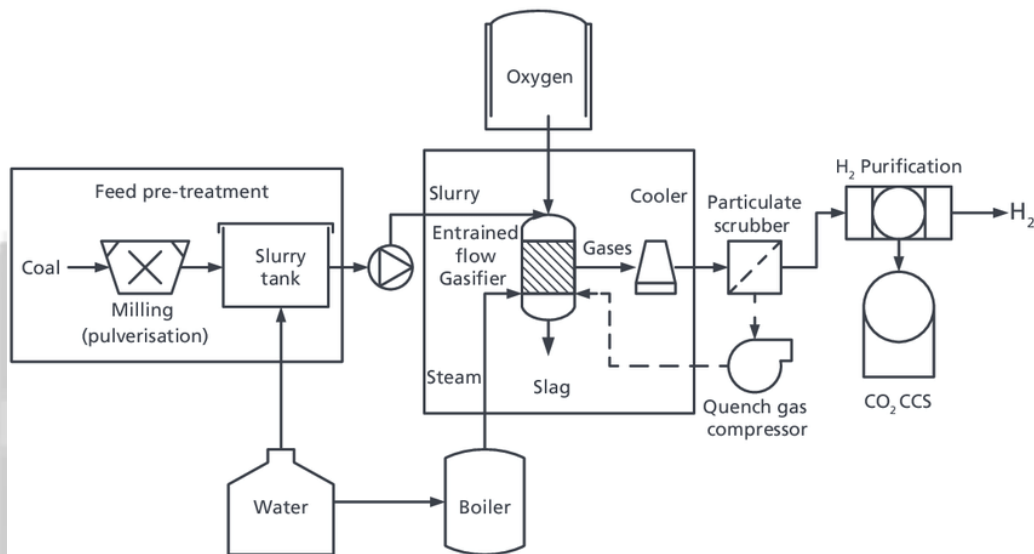 Oxygen
Feed pre-treatment
Coal
Milling
(pulverisation)
Slurry
tank
Slurry
Entrained
flow
Gasifier
Gases
Cooler
Particulate
scrubber
H₂ Purification
H₂
Steam
Slag
Quench gas
compressor
CO₂ CCS
Water
Boiler